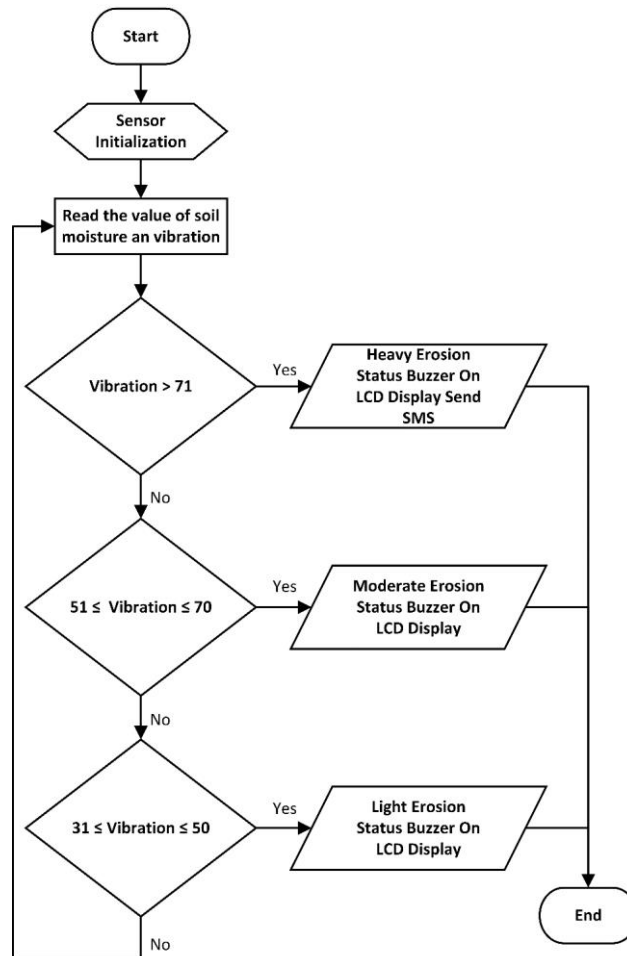 Start
Sensor
Initialization
Read the value of soil
moisture an vibration
Vibration > 71
Yes
Heavy Erosion
Status Buzzer On
LCD Display Send
SMS
No
51 ≤ Vibration ≤ 70
Yes
Moderate Erosion
Status Buzzer On
LCD Display
No
31 ≤ Vibration ≤ 50
Yes
Light Erosion
Status Buzzer On
LCD Display
No
End